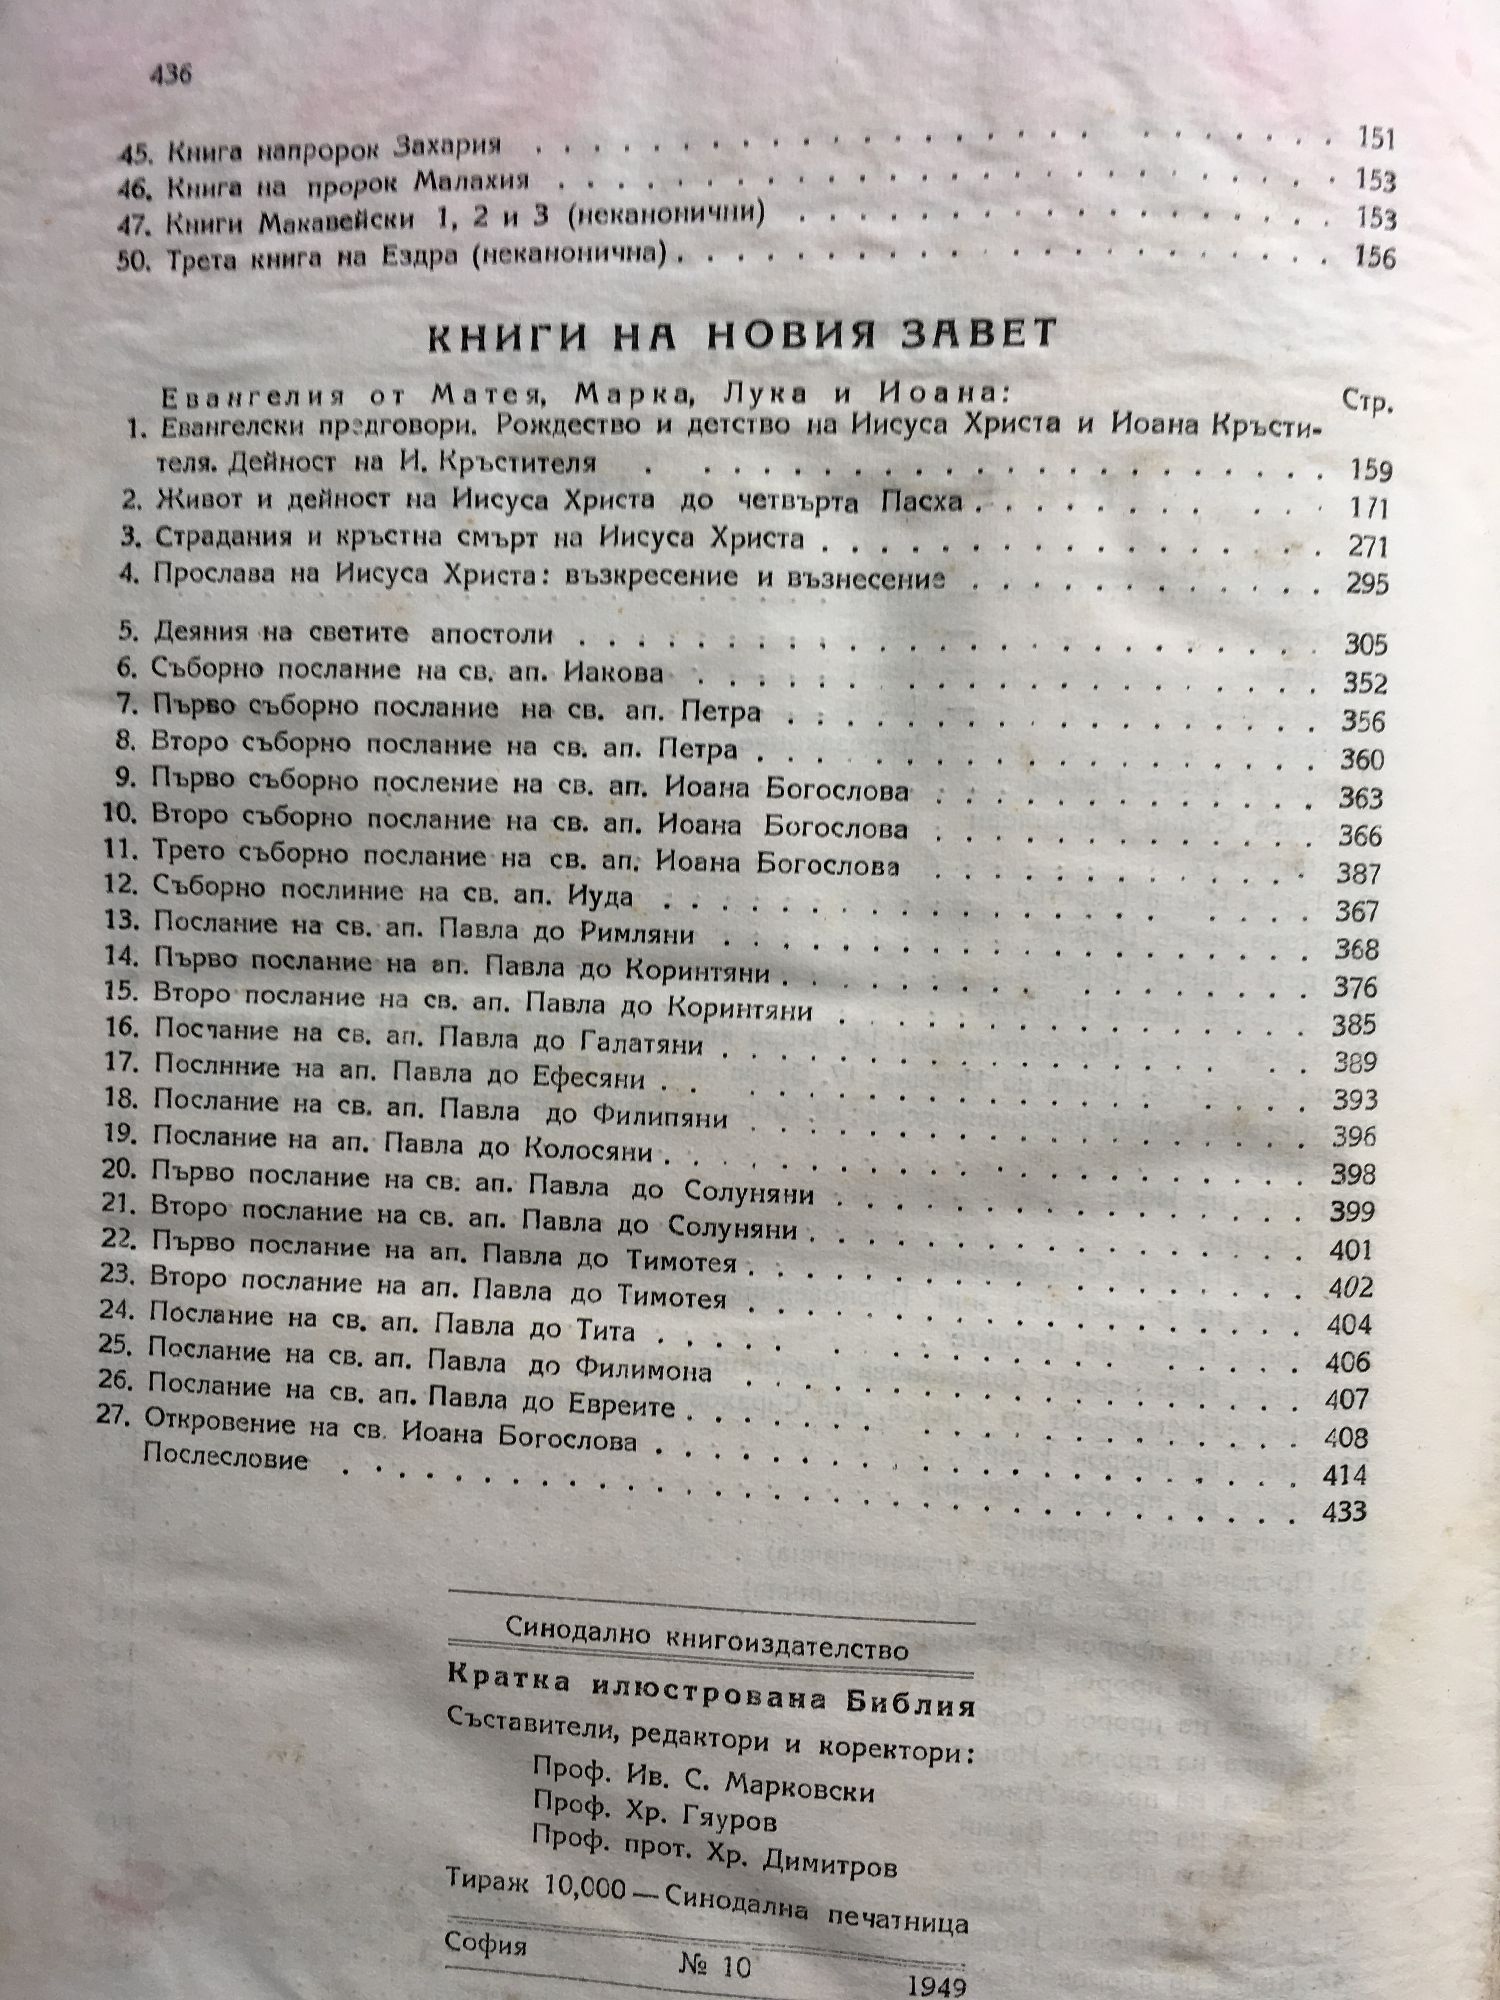 436
45. Книга напророк Захария . . . . . . . . . . . . . . . . . . . . 151
46. Книга на пророк Малахия . . . . . . . . . . . . . . . . . . . . 153
47. Книги Макавейски 1, 2 и 3 (неканонични) . . . . . . . . . . . . . . 153
50. Трета книга на Ездра (неканонична) . . . . . . . . . . . . . . . . 156
КНИГИ НА НОВИЯ ЗАВЕТ
Евангелия от Матея, Марка, Лука и Иоана: Стр.
1. Евангелски предговори. Рождество и детство на Иисуса Христа и Иоана Кръсти-
теля. Дейност на И. Кръстителя . . . . . . . . . . . . . . . . . 159
2. Живот и дейност на Иисуса Христа до четвърта Пасха . . . . . . . . . 171
3. Страдания и кръстна смърт на Иисуса Христа . . . . . . . . . . . . . 271
4. Прослава на Иисуса Христа: възкресение и възнесение . . . . . . . . . 295
5. Деяния на светите апостоли . . . . . . . . . . . . . . . . . . 305
6. Съборно послание на св. ап. Иакова . . . . . . . . . . . . . . . . 352
7. Първо съборно послание на св. ап. Петра . . . . . . . . . . . . . . 356
8. Второ съборно послание на св. ап. Петра . . . . . . . . . . . . . . 360
9. Първо съборно посление на св. ап. Иоана Богослова . . . . . . . . . . 363
10. Второ съборно послание на св. ап. Иоана Богослова . . . . . . . . . . 366
11. Трето съборно послание на св. ап. Иоана Богослова . . . . . . . . . . 387
12. Съборно послиние на св. ап. Иуда . . . . . . . . . . . . . . . . 367
13. Послание на св. ап. Павла до Римляни . . . . . . . . . . . . . . . 368
14. Първо послание на ап. Павла до Коринтяни . . . . . . . . . . . . . 376
15. Второ послание на св. ап. Павла до Коринтяни . . . . . . . . . . . . 385
16. Послание на св. ап. Павла до Галатяни . . . . . . . . . . . . . . . 389
17. Послнние на ап. Павла до Ефесяни . . . . . . . . . . . . . . . . 393
18. Послание на св. ап. Павла до Филипяни . . . . . . . . . . . . . . . 396
19. Послание на ап. Павла до Колосяни . . . . . . . . . . . . . . . . 398
20. Първо послание на св. ап. Павла до Солуняни . . . . . . . . . . . . 399
21. Второ послание на св. ап. Павла до Солуняни . . . . . . . . . . . . 401
22. Първо послание на ап. Павла до Тимотея . . . . . . . . . . . . . . 402
23. Второ послание на ап. Павла до Тимотея . . . . . . . . . . . . . . 404
24. Послание на св. ап. Павла до Тита . . . . . . . . . . . . . . . . 406
25. Послание на св. ап. Павла до Филимона . . . . . . . . . . . . . . 407
26. Послание на св. ап. Павла до Евреите . . . . . . . . . . . . . . . 408
27. Откровение на св. Иоана Богослова . . . . . . . . . . . . . . . . 414
Послесловие . . . . . . . . . . . . . . . . . . . . . . . . 433
Синодално книгоиздателство
Кратка илюстрована Библия
Съставители, редактори и коректори:
Проф. Ив. С. Марковски
Проф. Хр. Гяуров
Проф. прот. Хр. Димитров
Тираж 10,000 — Синодална печатница
София № 10 1949